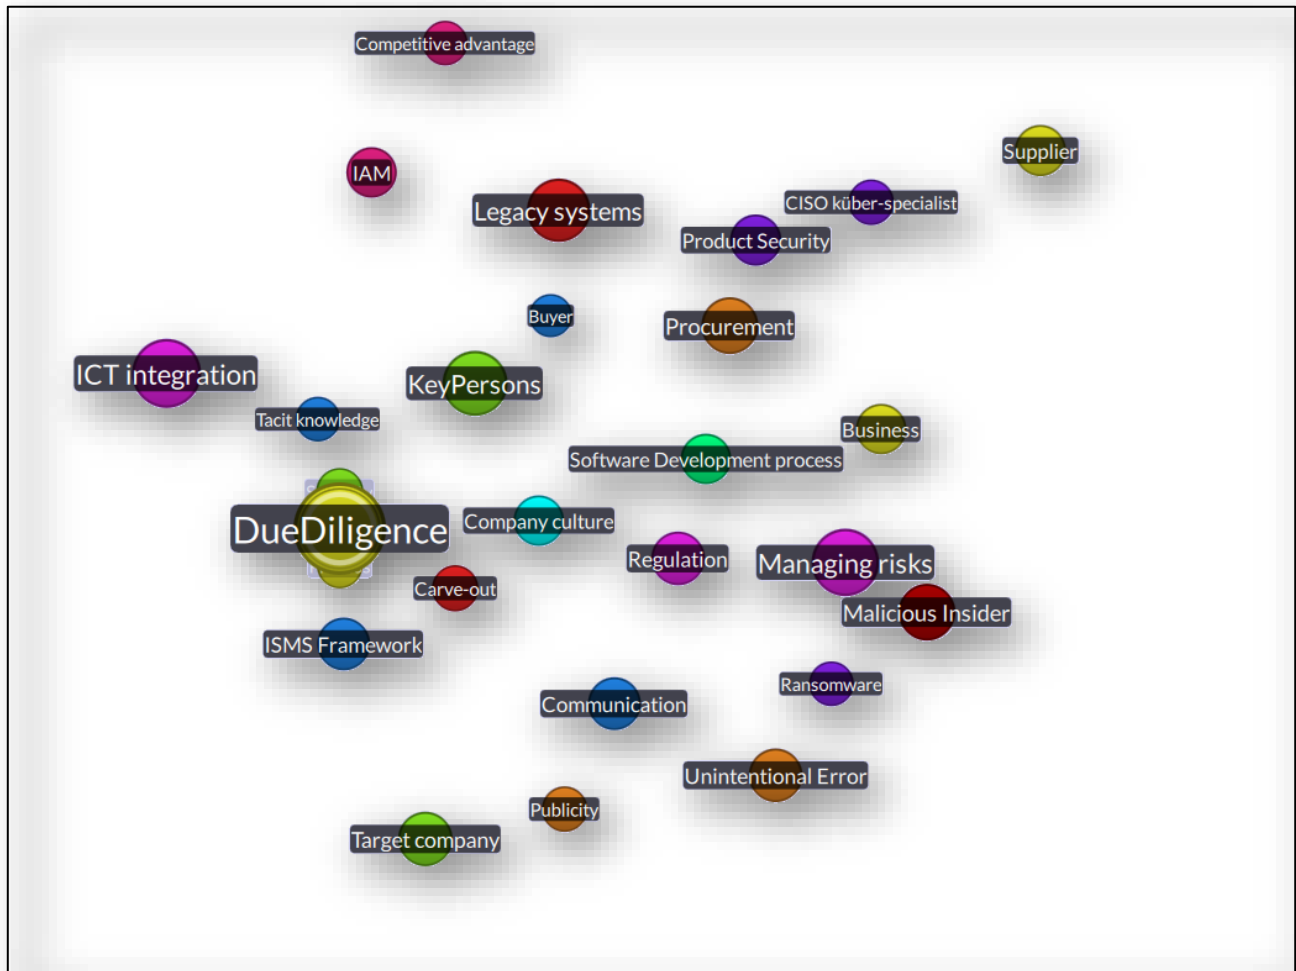 Competitive advantage
Supplier
IAM
CISO küber-specialist
Legacy systems
Product Security
Buyer
Procurement
ICT integration
KeyPersons
Tacit knowledge
Business
Software Development process
Company culture
DueDiligence
Regulation
Managing risks
Carve-out
Malicious Insider
ISMS Framework
Ransomware
Communication
Unintentional Error
Publicity
Target company